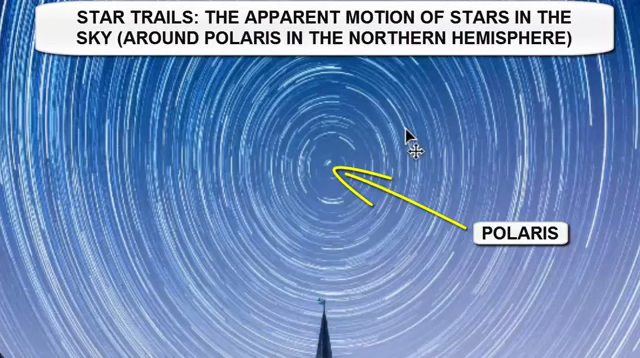 STAR TRAILS: THE APPARENT MOTION OF STARS IN THE
SKY (AROUND POLARIS IN THE NORTHERN HEMISPHERE)
POLARIS